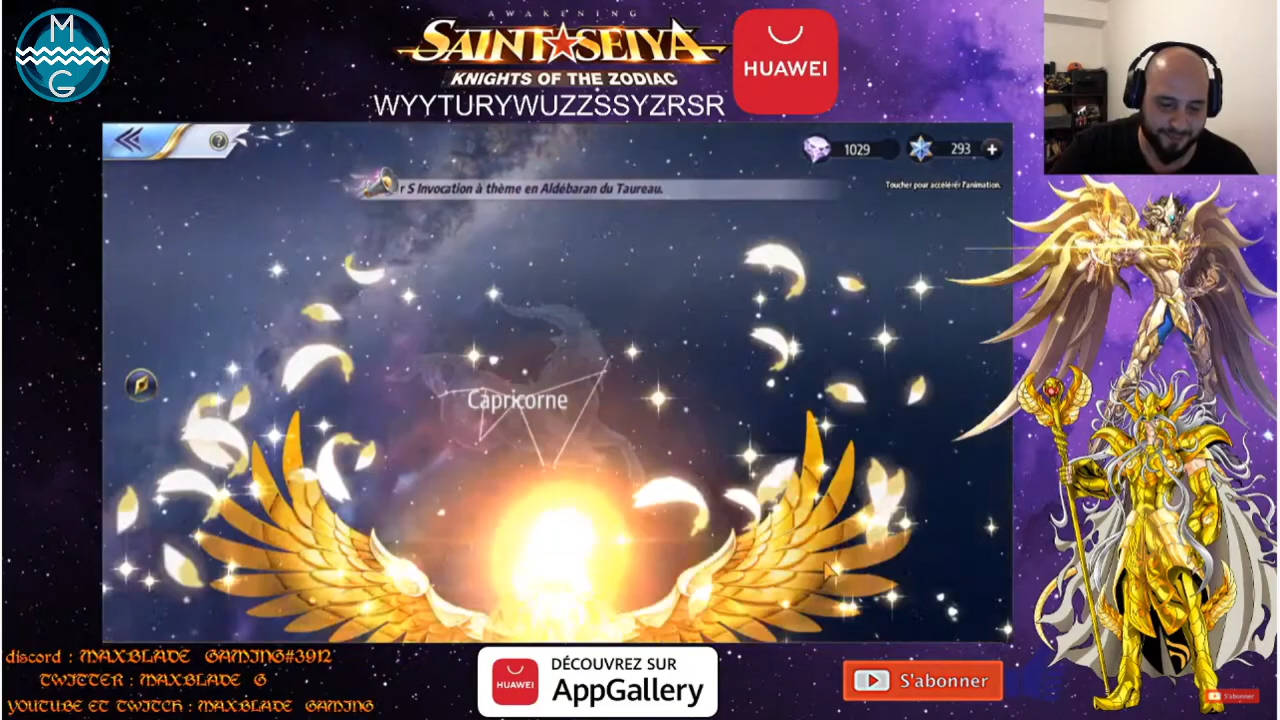 M
G
AWAKENING
SAINT SEIYA
KNIGHTS OF THE ZODIAC
WYYTURYWUZZSSYZRSR
HUAWEI
?
1029
293 +
r S Invocation à thème en Aldébaran du Taureau.
Toucher pour accélérer l'animation.
Capricorne
discord : MAXBLADE GAMING#3912
TWITTER : MAXBLADE G
YOUTUBE ET TWITCH : MAXBLADE GAMING
HUAWEI
DÉCOUVREZ SUR
AppGallery
S'abonner
S'abonner